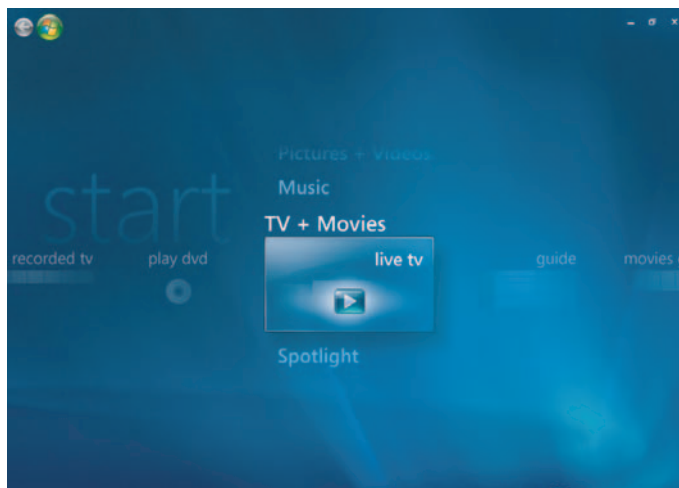 Pictures + Videos
start
Music
TV + Movies
recorded tv
play dvd
live tv
guide
movies
Spotlight